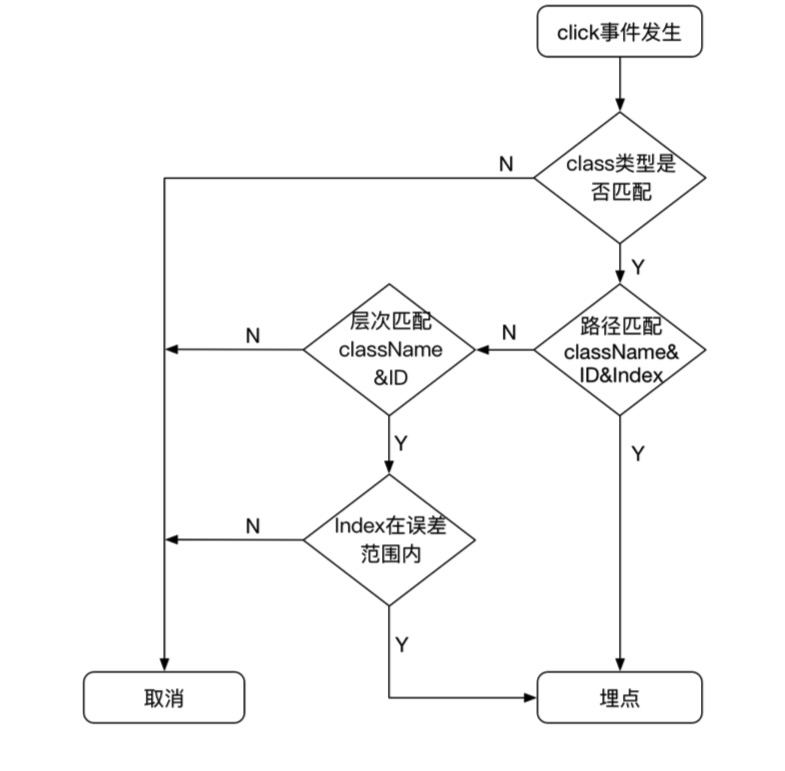 click事件发生
N
class类型是
否匹配
Y
N
层次匹配
className
&ID
N
路径匹配
className&
ID&Index
Y
Y
N
Index在误差
范围内
Y
取消
埋点